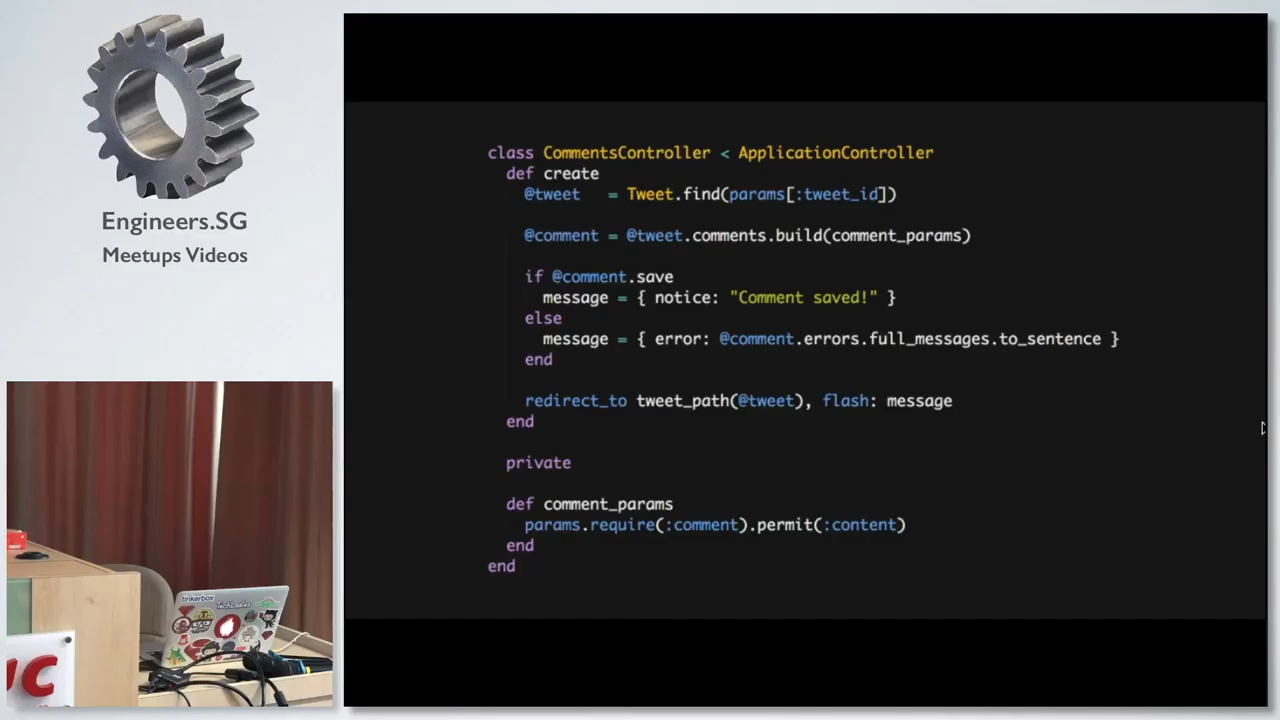 Engineers.SG
Meetups Videos
class CommentsController < ApplicationController
  def create
    @tweet   = Tweet.find(params[:tweet_id])
    @comment = @tweet.comments.build(comment_params)
    if @comment.save
      message = { notice: "Comment saved!" }
    else
      message = { error: @comment.errors.full_messages.to_sentence }
    end
    redirect_to tweet_path(@tweet), flash: message
  end
  private
  def comment_params
    params.require(:comment).permit(:content)
  end
end
tinkerbox
TechLadies